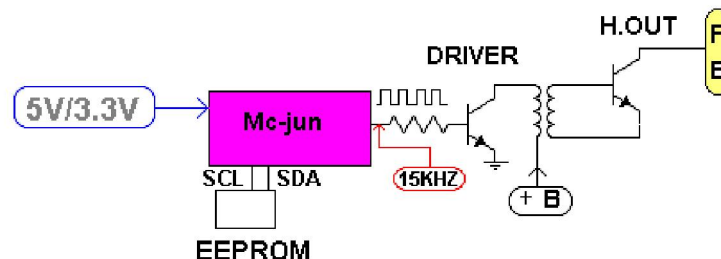 H.OUT
DRIVER
5V/3.3V
Mc-jun
15KHZ
SCL SDA
+ B
EEPROM